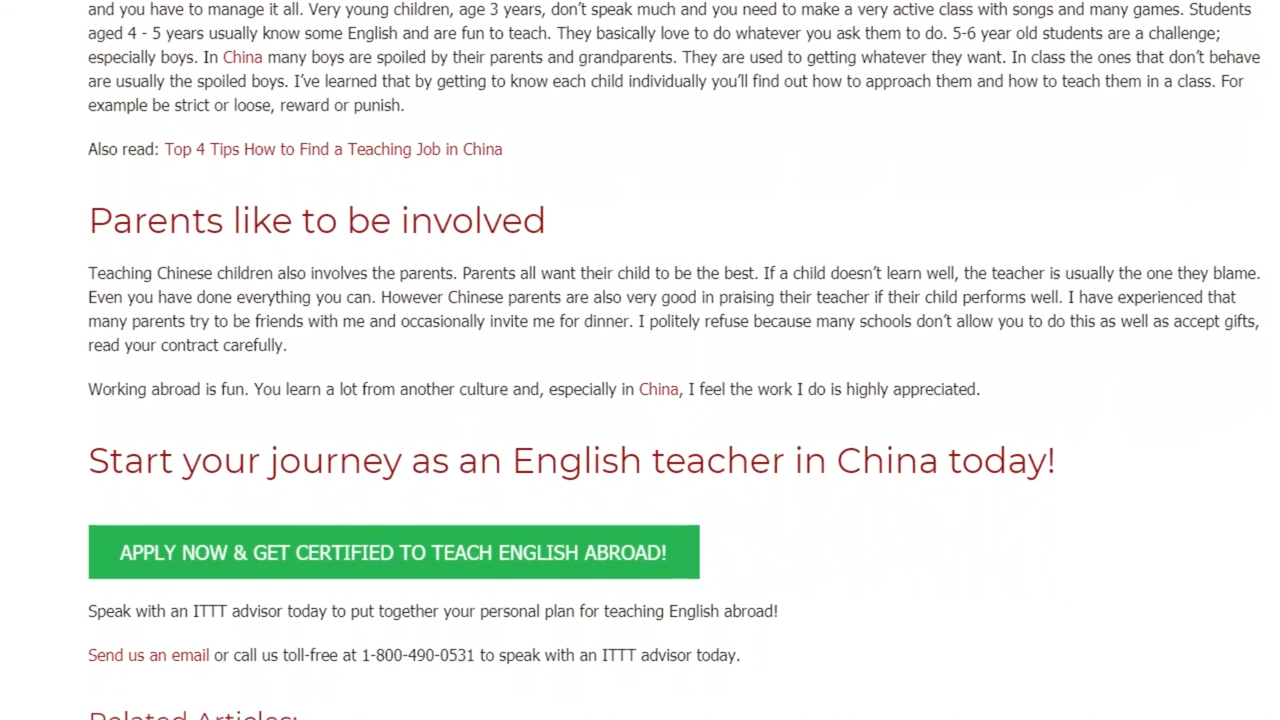 and you have to manage it all. Very young children, age 3 years, don’t speak much and you need to make a very active class with songs and many games. Students
aged 4 - 5 years usually know some English and are fun to teach. They basically love to do whatever you ask them to do. 5-6 year old students are a challenge;
especially boys. In China many boys are spoiled by their parents and grandparents. They are used to getting whatever they want. In class the ones that don’t behave
are usually the spoiled boys. I’ve learned that by getting to know each child individually you’ll find out how to approach them and how to teach them in a class. For
example be strict or loose, reward or punish.
Also read: Top 4 Tips How to Find a Teaching Job in China
Parents like to be involved
Teaching Chinese children also involves the parents. Parents all want their child to be the best. If a child doesn’t learn well, the teacher is usually the one they blame.
Even you have done everything you can. However Chinese parents are also very good in praising their teacher if their child performs well. I have experienced that
many parents try to be friends with me and occasionally invite me for dinner. I politely refuse because many schools don’t allow you to do this as well as accept gifts,
read your contract carefully.
Working abroad is fun. You learn a lot from another culture and, especially in China, I feel the work I do is highly appreciated.
Start your journey as an English teacher in China today!
APPLY NOW & GET CERTIFIED TO TEACH ENGLISH ABROAD!
Speak with an ITTT advisor today to put together your personal plan for teaching English abroad!
Send us an email or call us toll-free at 1-800-490-0531 to speak with an ITTT advisor today.
Related Articles: